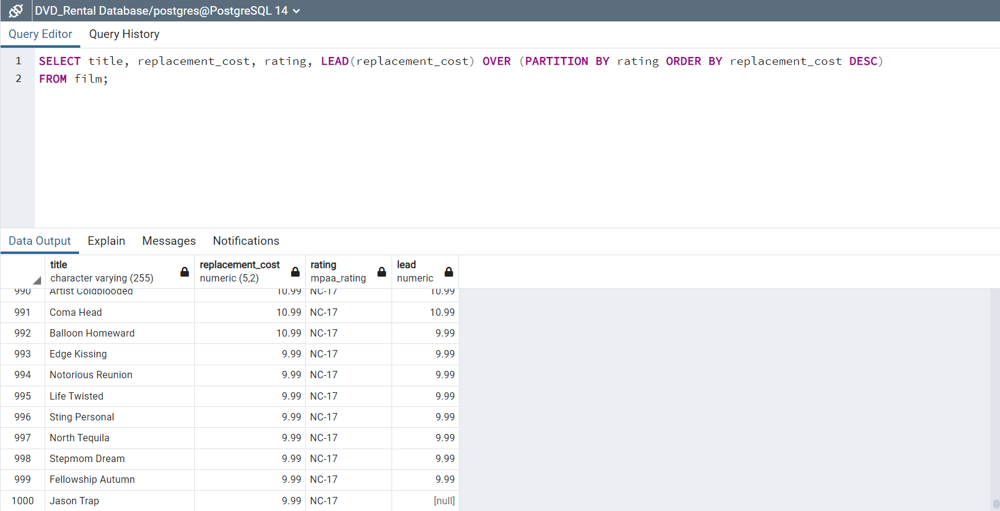 DVD_Rental Database/postgres@PostgreSQL 14
Query Editor Query History
1 SELECT title, replacement_cost, rating, LEAD(replacement_cost) OVER (PARTITION BY rating ORDER BY replacement_cost DESC)
2 FROM film;
Data Output Explain Messages Notifications
title replacement_cost rating lead
character varying (255) numeric (5,2) mpaa_rating numeric
990 Artist Coldblooded 10.99 NC-17 10.99
991 Coma Head 10.99 NC-17 10.99
992 Balloon Homeward 10.99 NC-17 9.99
993 Edge Kissing 9.99 NC-17 9.99
994 Notorious Reunion 9.99 NC-17 9.99
995 Life Twisted 9.99 NC-17 9.99
996 Sting Personal 9.99 NC-17 9.99
997 North Tequila 9.99 NC-17 9.99
998 Stepmom Dream 9.99 NC-17 9.99
999 Fellowship Autumn 9.99 NC-17 9.99
1000 Jason Trap 9.99 NC-17 [null]